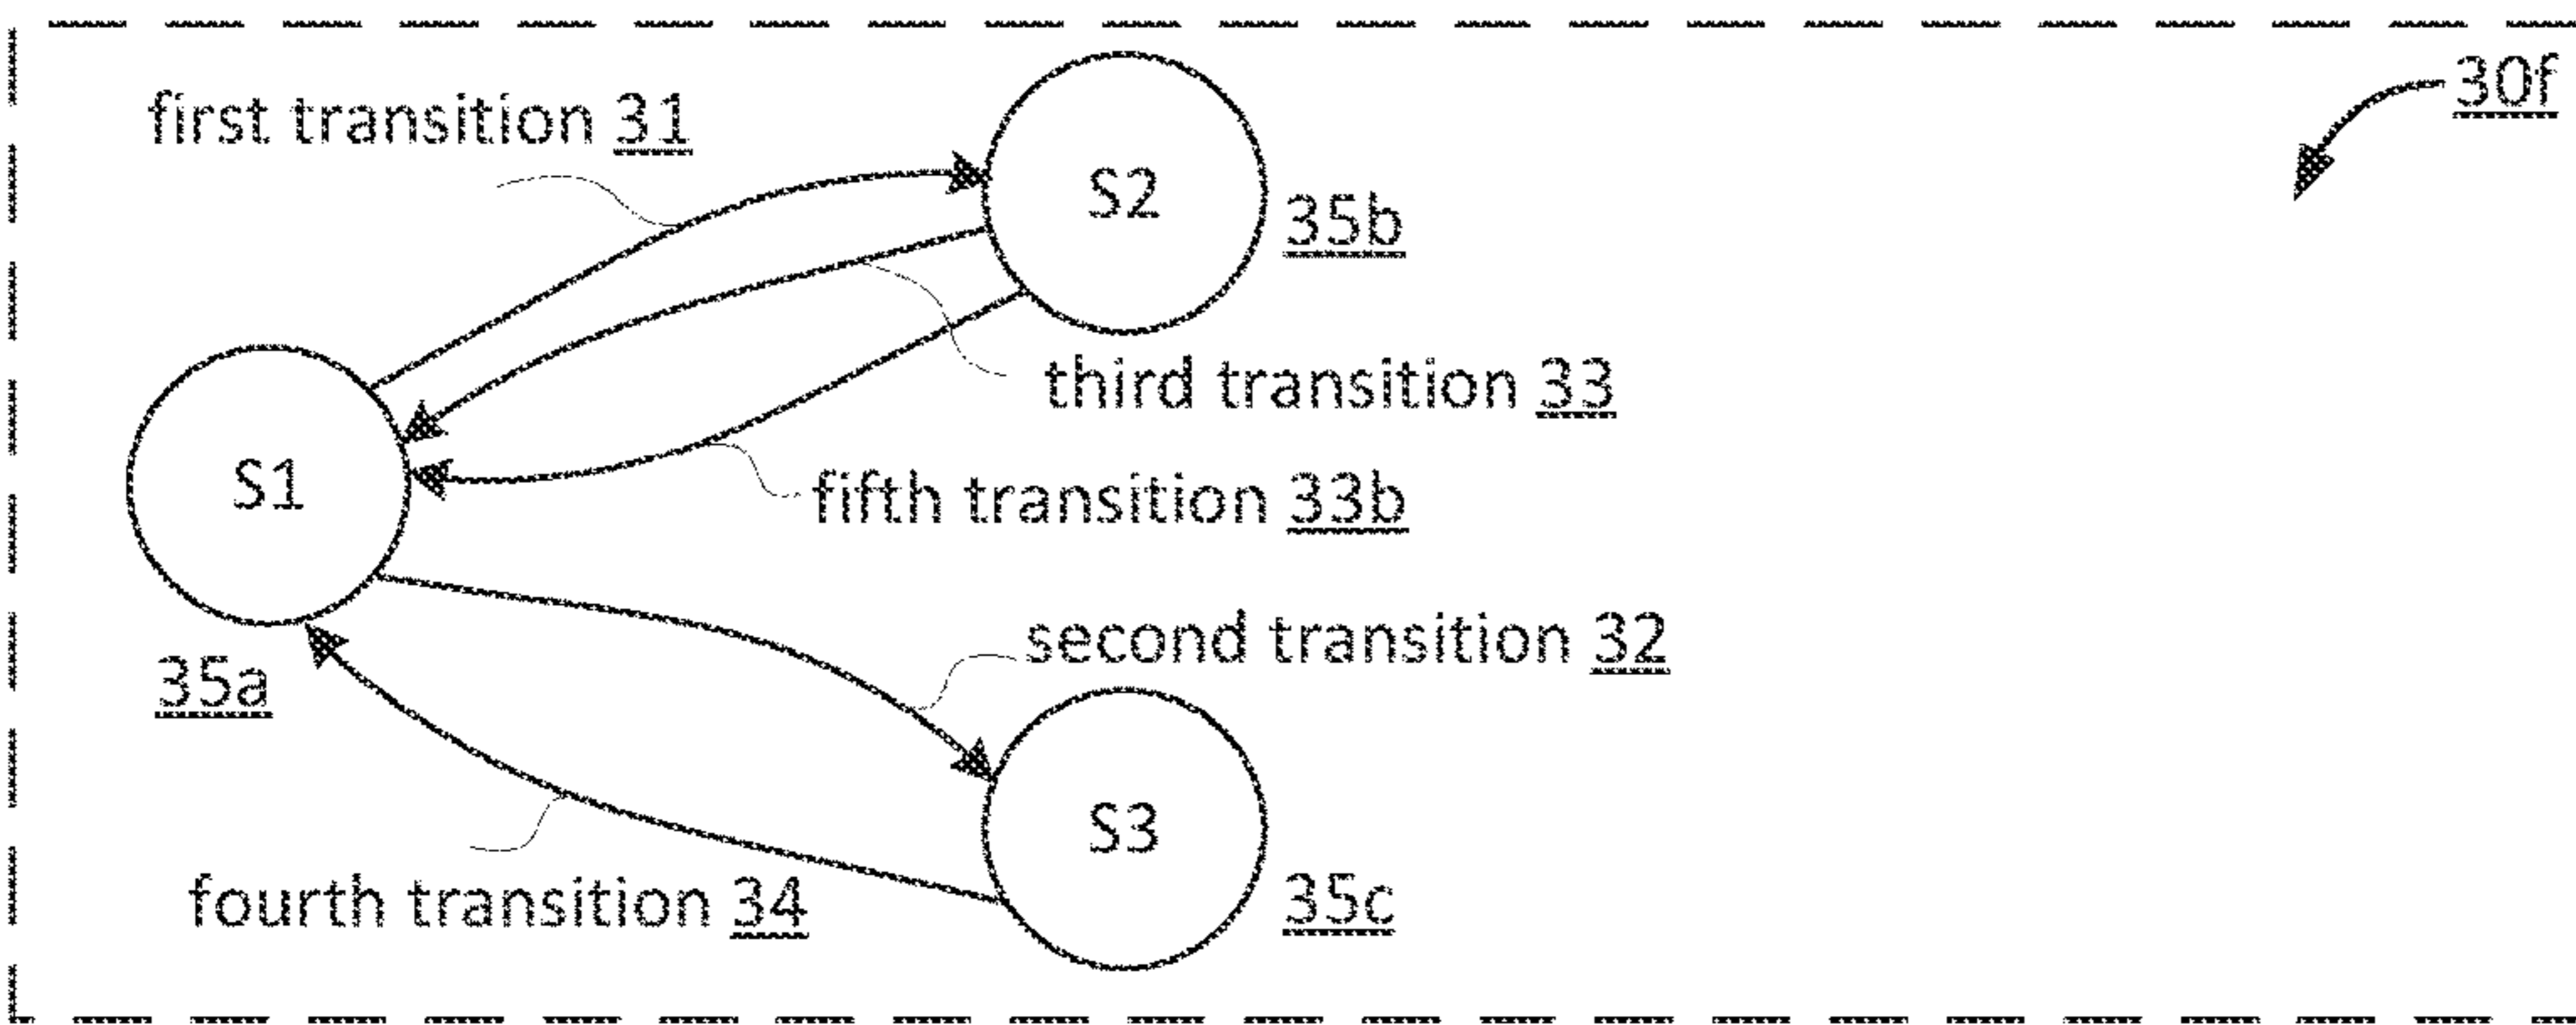 30f
first transition 31
S2
35b
third transition 33
S1
fifth transition 33b
second transition 32
35a
S3
fourth transition 34
35c